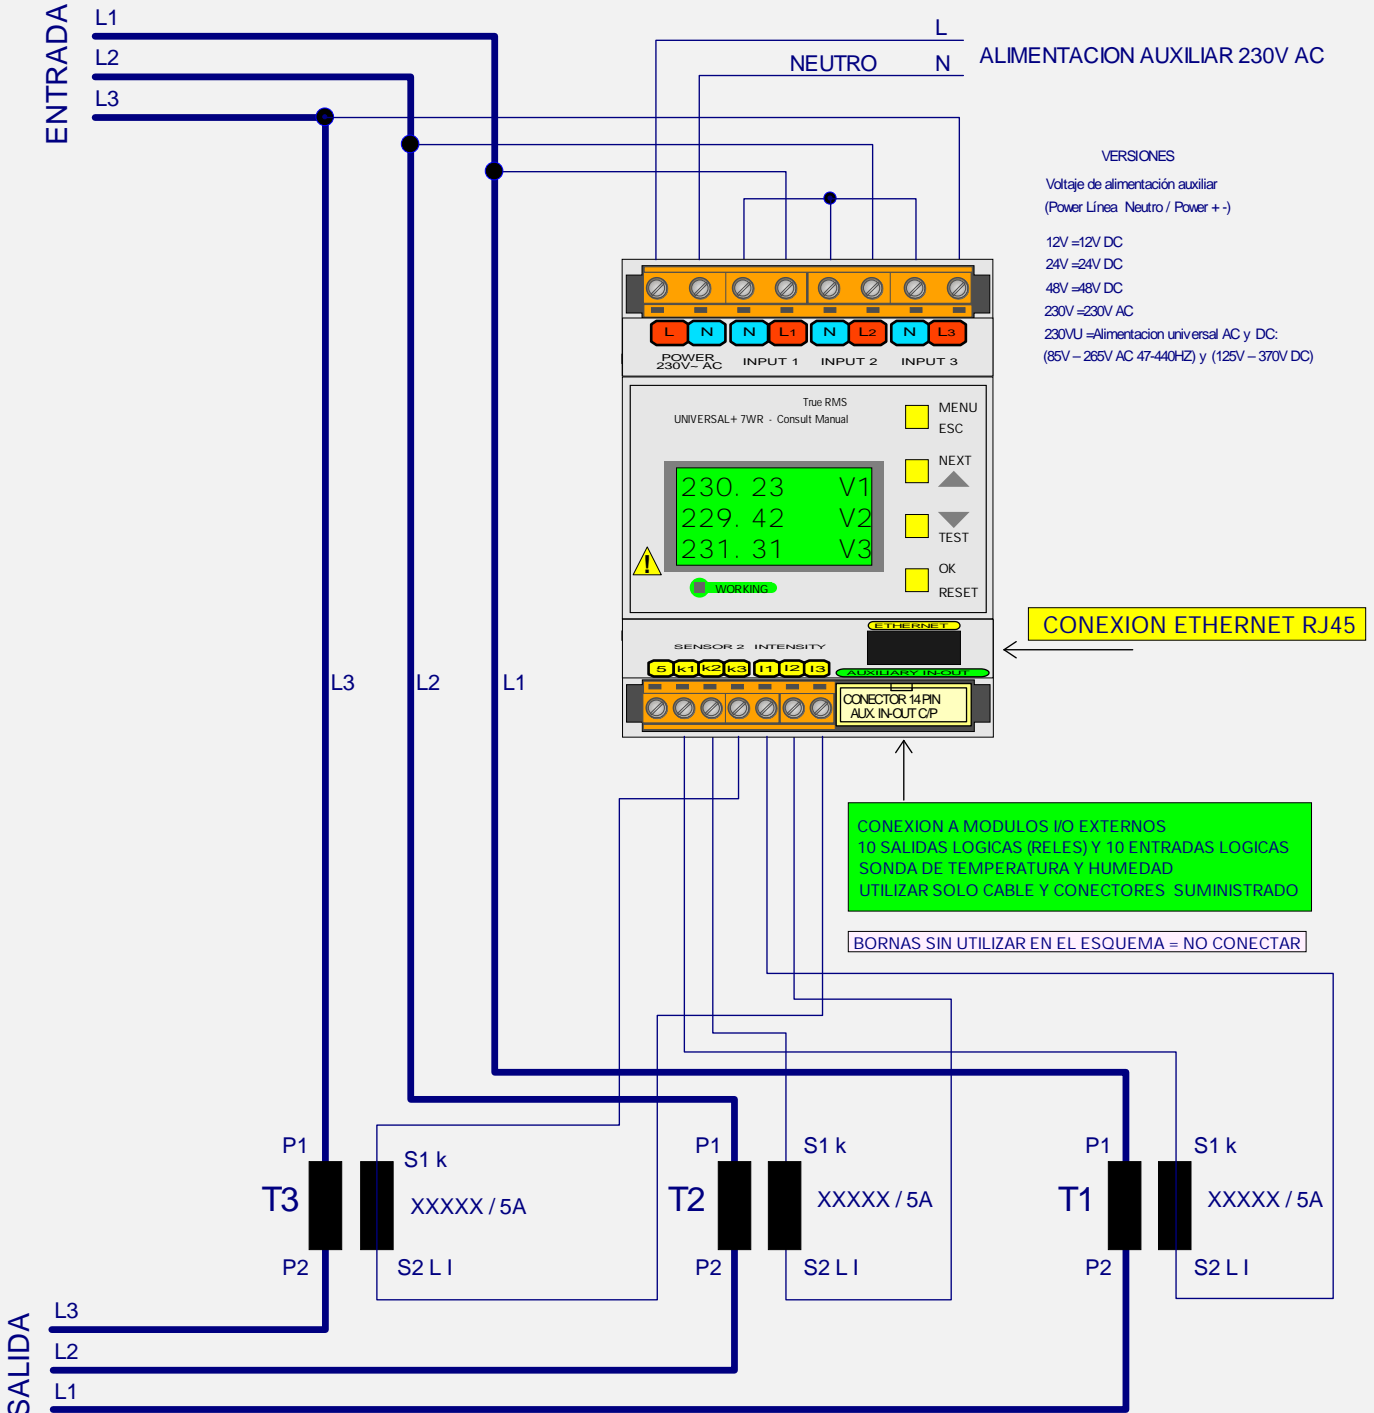 ENTRADA
L1
L2
L3
L
NEUTRO N
ALIMENTACION AUXILIAR 230V AC
VERSIONES
Voltaje de alimentación auxiliar
(Power Línea Neutro / Power + -)
12V =12V DC
24V =24V DC
48V =48V DC
230V =230V AC
230VU =Alimentacion universal AC y DC:
(85V – 265V AC 47-440HZ) y (125V – 370V DC)
L N N L1 N L2 N L3
POWER
230V~ AC
INPUT 1 INPUT 2 INPUT 3
True RMS
UNIVERSAL+ 7WR - Consult Manual
MENU
ESC
NEXT
TEST
OK
RESET
230. 23 V1
229. 42 V2
231. 31 V3
!
WORKING
ETHERNET
CONEXION ETHERNET RJ45
SENSOR 2 INTENSITY
5 k1 k2 k3 I1 I2 I3
AUXILIARY IN-OUT
CONECTOR 14 PIN
AUX. IN-OUT C/P
L3 L2 L1
CONEXION A MODULOS I/O EXTERNOS
10 SALIDAS LOGICAS (RELES) Y 10 ENTRADAS LOGICAS
SONDA DE TEMPERATURA Y HUMEDAD
UTILIZAR SOLO CABLE Y CONECTORES SUMINISTRADO
BORNAS SIN UTILIZAR EN EL ESQUEMA = NO CONECTAR
P1 S1 k
T3 XXXXX / 5A
P2 S2 L I
P1 S1 k
T2 XXXXX / 5A
P2 S2 L I
P1 S1 k
T1 XXXXX / 5A
P2 S2 L I
SALIDA
L3
L2
L1